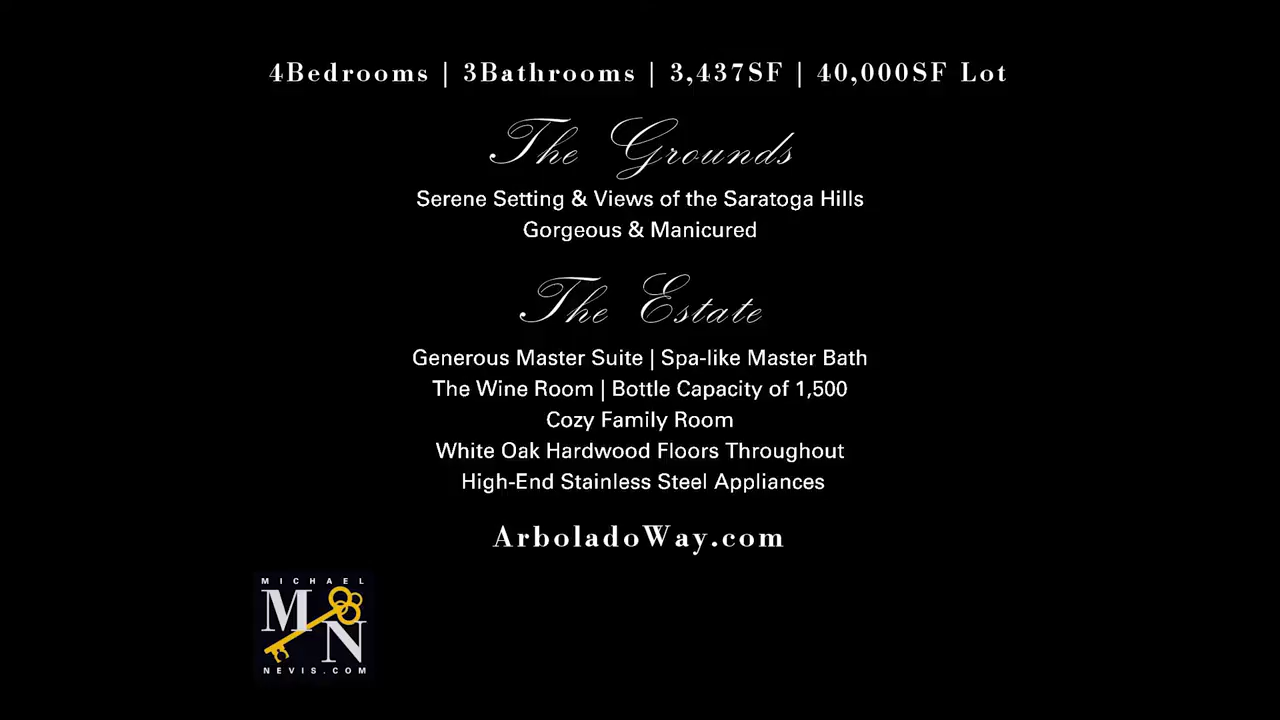 4Bedrooms | 3Bathrooms | 3,437SF | 40,000SF Lot
The Grounds
Serene Setting & Views of the Saratoga Hills
Gorgeous & Manicured
The Estate
Generous Master Suite | Spa-like Master Bath
The Wine Room | Bottle Capacity of 1,500
Cozy Family Room
White Oak Hardwood Floors Throughout
High-End Stainless Steel Appliances
ArboladoWay.com
MICHAEL
MN
NEVIS.COM